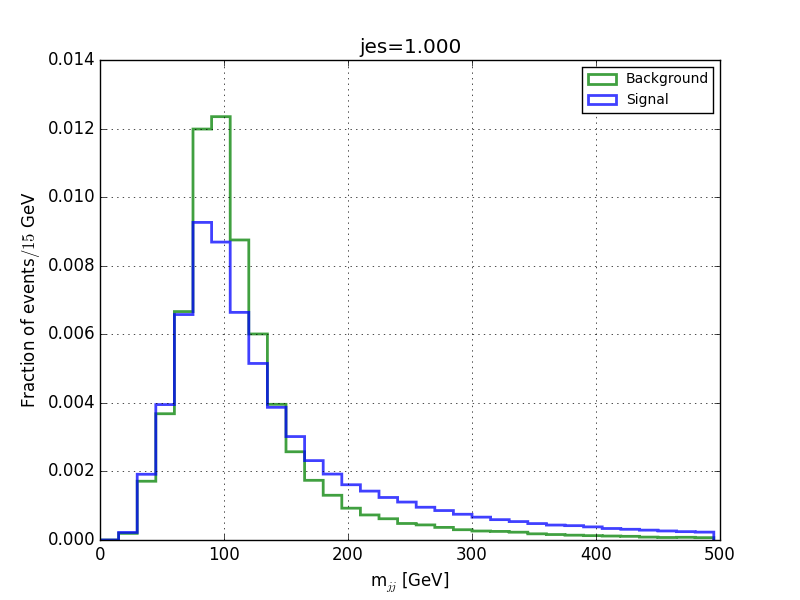 jes=1.000
0.014
0.012
0.010
0.008
0.006
0.004
0.002
0.000
Fraction of events/15 GeV
Background
Signal
0 100 200 300 400 500
m_jj [GeV]